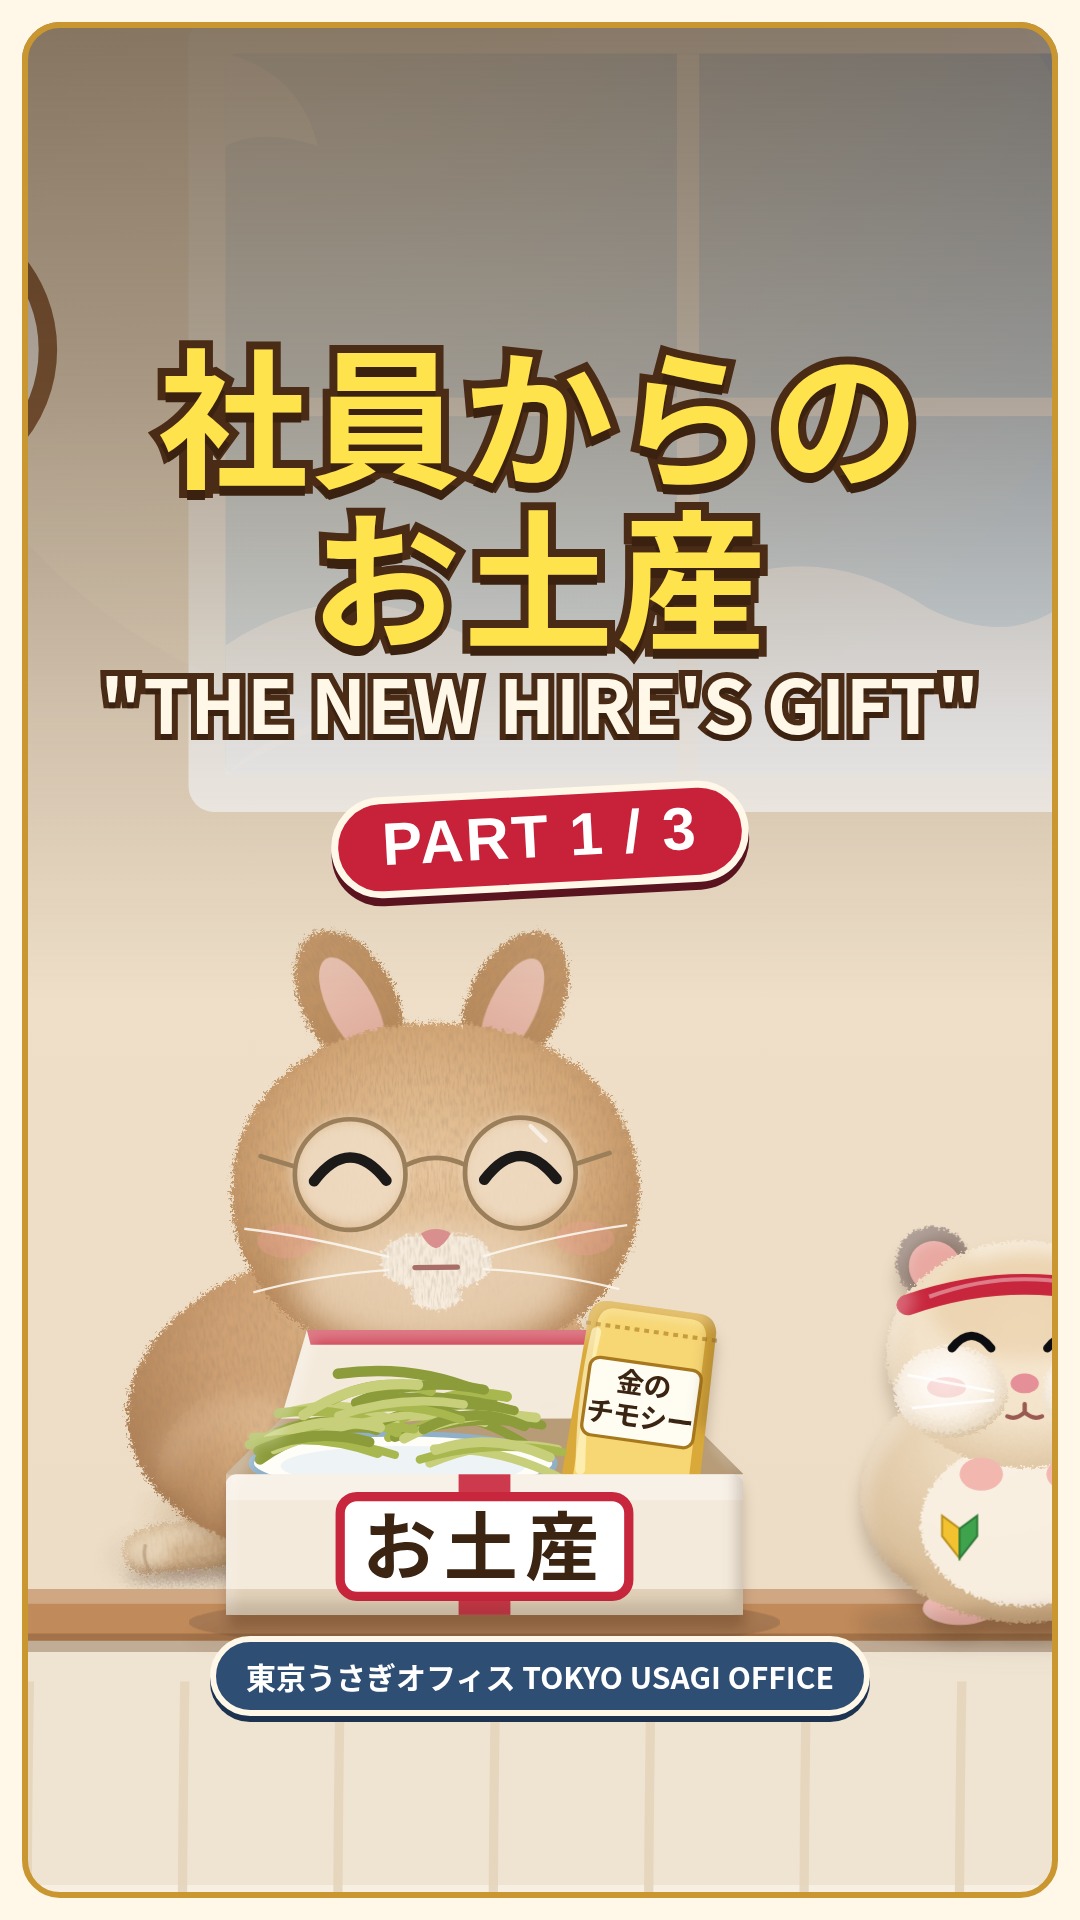 社員からの
お土産
"THE NEW HIRE'S GIFT"
PART 1 / 3
金の
チモシー
お土産
東京うさぎオフィス TOKYO USAGI OFFICE